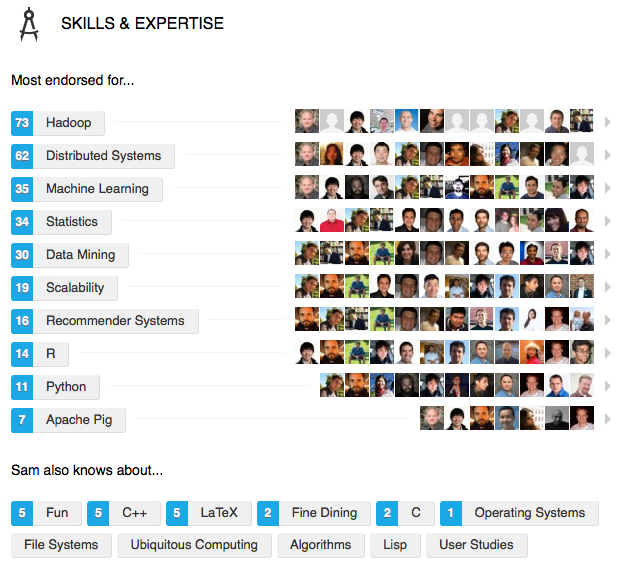 SKILLS & EXPERTISE
Most endorsed for...
73 Hadoop
62 Distributed Systems
35 Machine Learning
34 Statistics
30 Data Mining
19 Scalability
16 Recommender Systems
14 R
11 Python
7 Apache Pig
Sam also knows about...
5 Fun 5 C++ 5 LaTeX 2 Fine Dining 2 C 1 Operating Systems
File Systems Ubiquitous Computing Algorithms Lisp User Studies